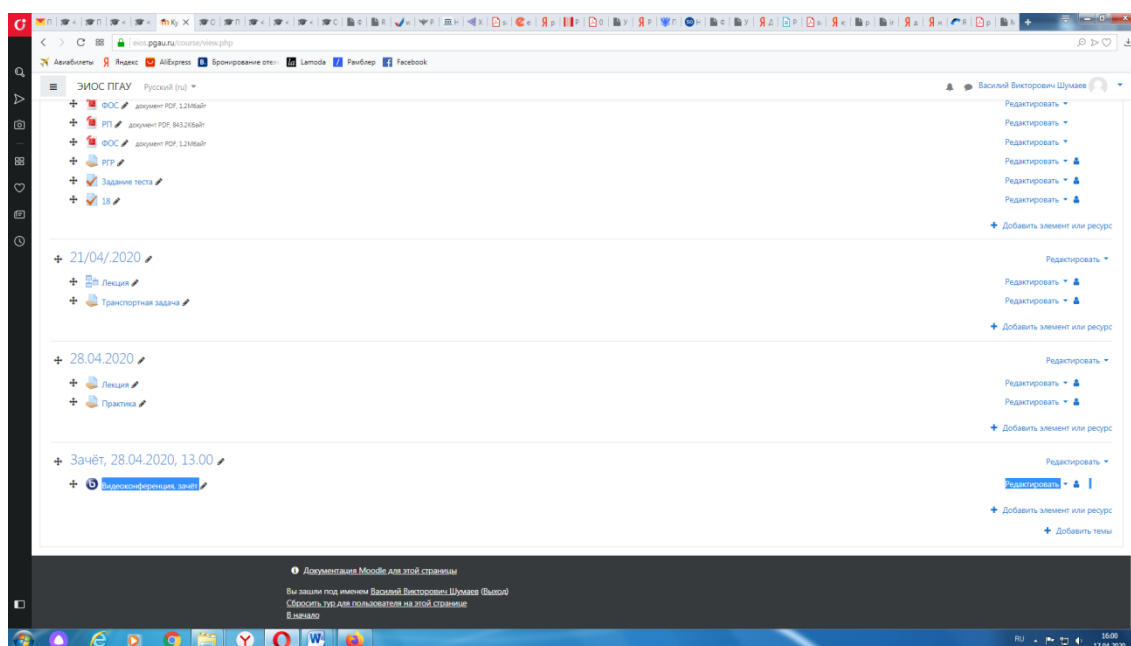 eios.pgau.ru/course/view.php
Авиабилеты Яндекс AliExpress Бронирование отел Lamoda Рамблер Facebook
ЭИОС ПГАУ Русский (ru) Василий Викторович Шумаев
ФОС документ PDF, 1.2Мбайт Редактировать
РП документ PDF, 843.2Кбайт Редактировать
ФОС документ PDF, 1.2Мбайт Редактировать
РГР Редактировать
Задание теста Редактировать
18 Редактировать
Добавить элемент или ресурс
21/04/.2020 Редактировать
Лекция Редактировать
Транспортная задача Редактировать
Добавить элемент или ресурс
28.04.2020 Редактировать
Лекция Редактировать
Практика Редактировать
Добавить элемент или ресурс
Зачёт, 28.04.2020, 13.00 Редактировать
Видеоконференция, зачёт Редактировать
Добавить элемент или ресурс
Добавить темы
Документация Moodle для этой страницы
Вы зашли под именем Василий Викторович Шумаев (Выход)
Сбросить тур для пользователя на этой странице
В начало
RU 16:00
17.04.2020